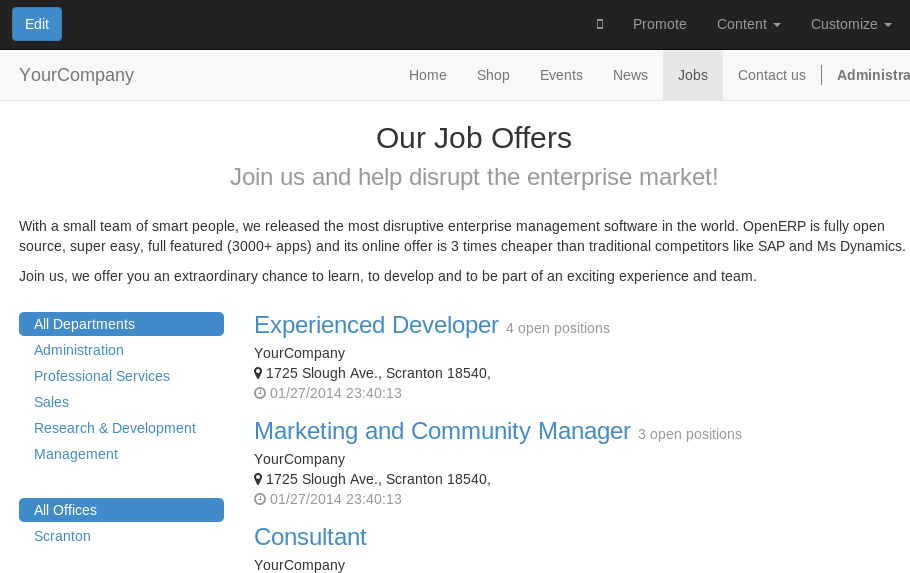 Edit Promote Content Customize
YourCompany Home Shop Events News Jobs Contact us Administra
Our Job Offers
Join us and help disrupt the enterprise market!
With a small team of smart people, we released the most disruptive enterprise management software in the world. OpenERP is fully open
source, super easy, full featured (3000+ apps) and its online offer is 3 times cheaper than traditional competitors like SAP and Ms Dynamics.
Join us, we offer you an extraordinary chance to learn, to develop and to be part of an exciting experience and team.
All Departments
Administration
Professional Services
Sales
Research & Development
Management
All Offices
Scranton
Experienced Developer 4 open positions
YourCompany
1725 Slough Ave., Scranton 18540,
01/27/2014 23:40:13
Marketing and Community Manager 3 open positions
YourCompany
1725 Slough Ave., Scranton 18540,
01/27/2014 23:40:13
Consultant
YourCompany